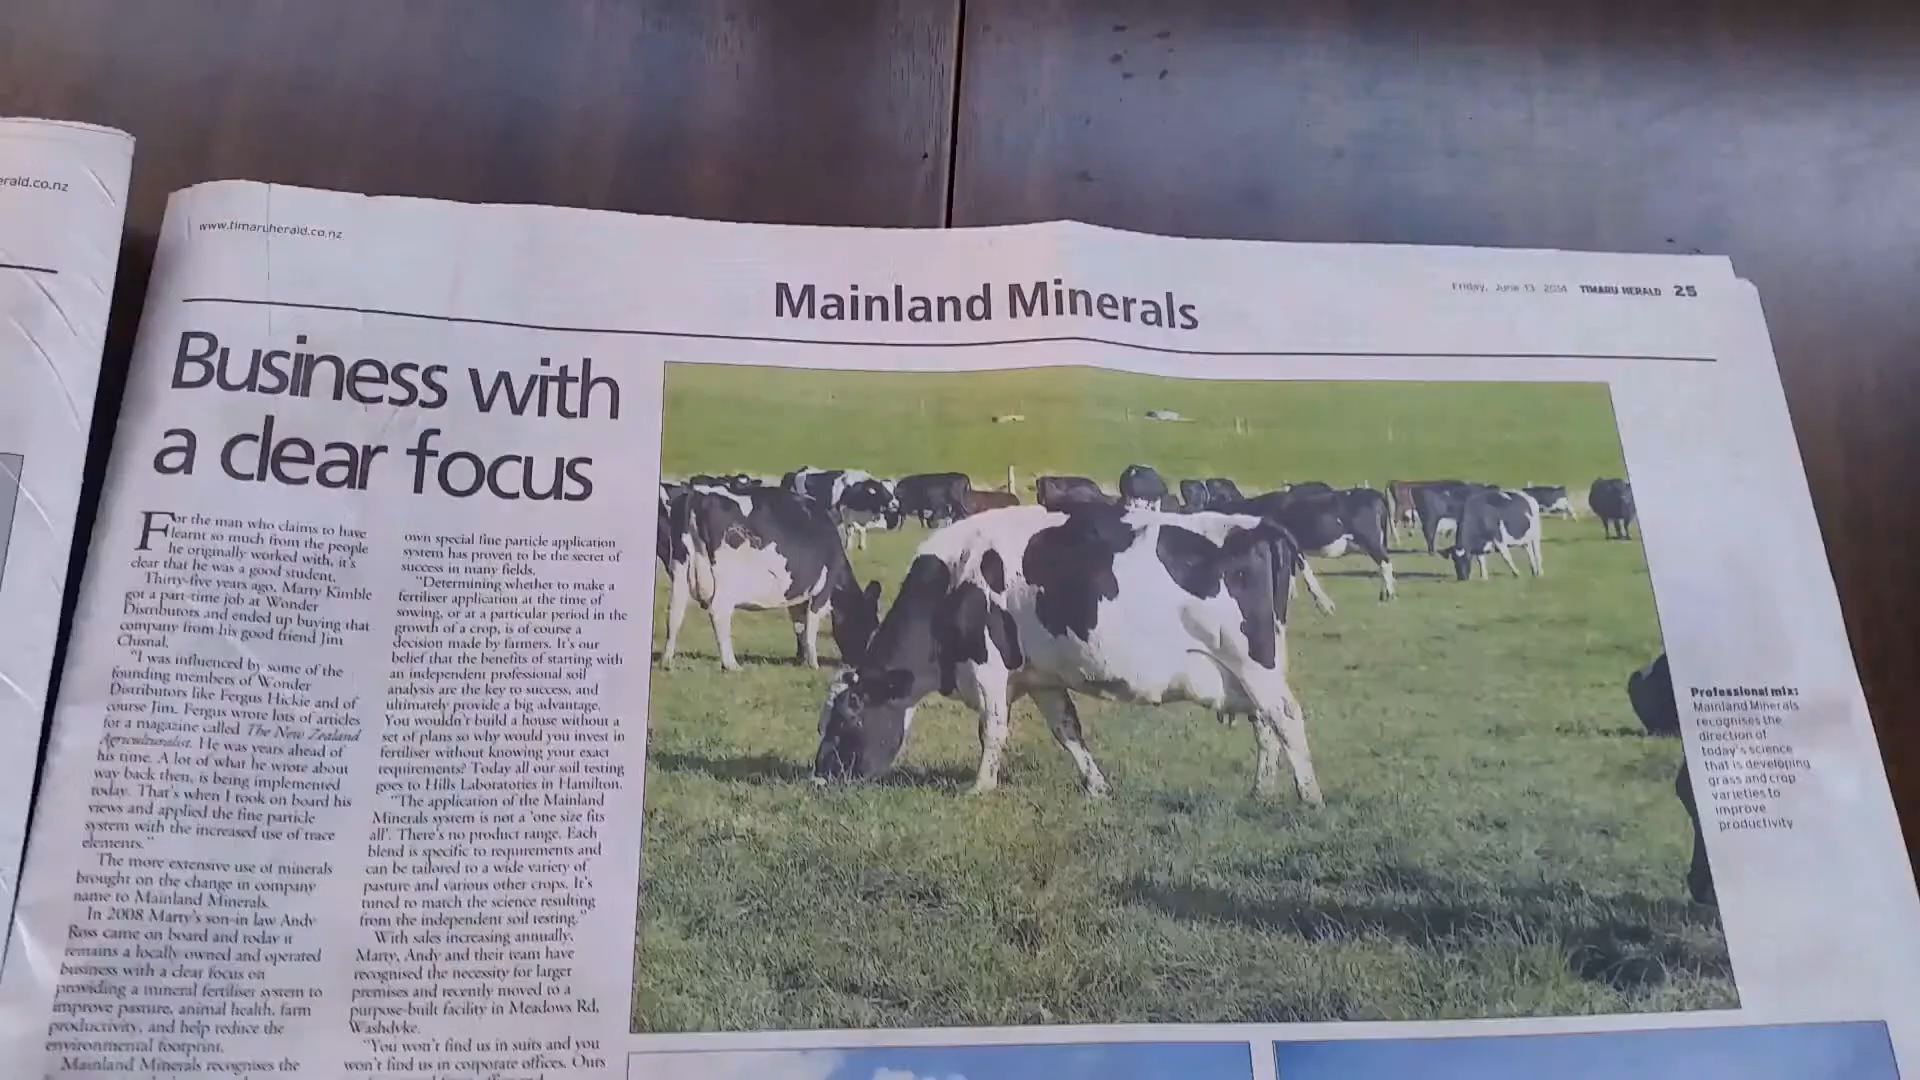 erald.co.nz
www.timaruherald.co.nz
Mainland Minerals
Friday, June 13, 2014 TIMARU HERALD 25
Business with
a clear focus
For the man who claims to have
learnt so much from the people
he originally worked with, it's
clear that he was a good student.
Thirty-five years ago, Marty Kimble
got a part-time job at Wonder
Distributors and ended up buying that
company from his good friend Jim
Chisnal.
"I was influenced by some of the
founding members of Wonder
Distributors like Fergus Hickie and of
course Jim. Fergus wrote lots of articles
for a magazine called The New Zealand
Agriculturalist. He was years ahead of
his time. A lot of what he wrote about
way back then, is being implemented
today. That's when I took on board his
views and applied the fine particle
system with the increased use of trace
elements."
The more extensive use of minerals
brought on the change in company
name to Mainland Minerals.
In 2008 Marty's son-in law Andy
Ross came on board and today it
remains a locally owned and operated
business with a clear focus on
providing a mineral fertiliser system to
improve pasture, animal health, farm
productivity, and help reduce the
environmental footprint.
Mainland Minerals recognises the
own special fine particle application
system has proven to be the secret of
success in many fields.
"Determining whether to make a
fertiliser application at the time of
sowing, or at a particular period in the
growth of a crop, is of course a
decision made by farmers. It's our
belief that the benefits of starting with
an independent professional soil
analysis are the key to success, and
ultimately provide a big advantage.
You wouldn't build a house without a
set of plans so why would you invest in
fertiliser without knowing your exact
requirements? Today all our soil testing
goes to Hills Laboratories in Hamilton.
"The application of the Mainland
Minerals system is not a 'one size fits
all'. There's no product range. Each
blend is specific to requirements and
can be tailored to a wide variety of
pasture and various other crops. It's
tuned to match the science resulting
from the independent soil testing."
With sales increasing annually,
Marty, Andy and their team have
recognised the necessity for larger
premises and recently moved to a
purpose-built facility in Meadows Rd,
Washdyke.
"You won't find us in suits and you
won't find us in corporate offices. Ours
Professional mix:
Mainland Minerals
recognises the
direction of
today's science
that is developing
grass and crop
varieties to
improve
productivity